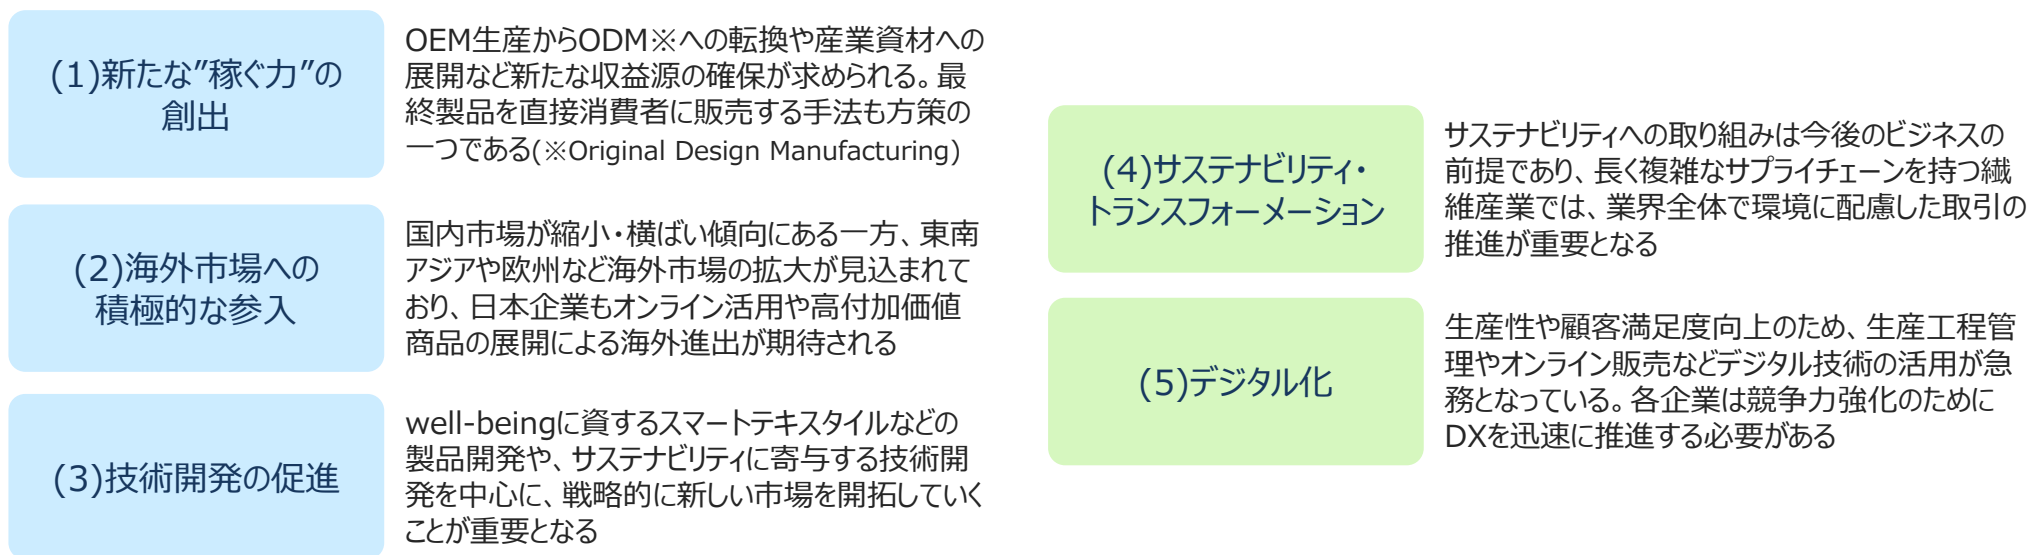 (1)新たな”稼ぐ力”の
創出
OEM生産からODM※への転換や産業資材への
展開など新たな収益源の確保が求められる。最
終製品を直接消費者に販売する手法も方策の
一つである(※Original Design Manufacturing)
(2)海外市場への
積極的な参入
国内市場が縮小・横ばい傾向にある一方、東南
アジアや欧州など海外市場の拡大が見込まれて
おり、日本企業もオンライン活用や高付加価値
商品の展開による海外進出が期待される
(3)技術開発の促進
well-beingに資するスマートテキスタイルなどの
製品開発や、サステナビリティに寄与する技術開
発を中心に、戦略的に新しい市場を開拓していく
ことが重要となる
(4)サステナビリティ・
トランスフォーメーション
サステナビリティへの取り組みは今後のビジネスの
前提であり、長く複雑なサプライチェーンを持つ繊
維産業では、業界全体で環境に配慮した取引の
推進が重要となる
(5)デジタル化
生産性や顧客満足度向上のため、生産工程管
理やオンライン販売などデジタル技術の活用が急
務となっている。各企業は競争力強化のために
DXを迅速に推進する必要がある